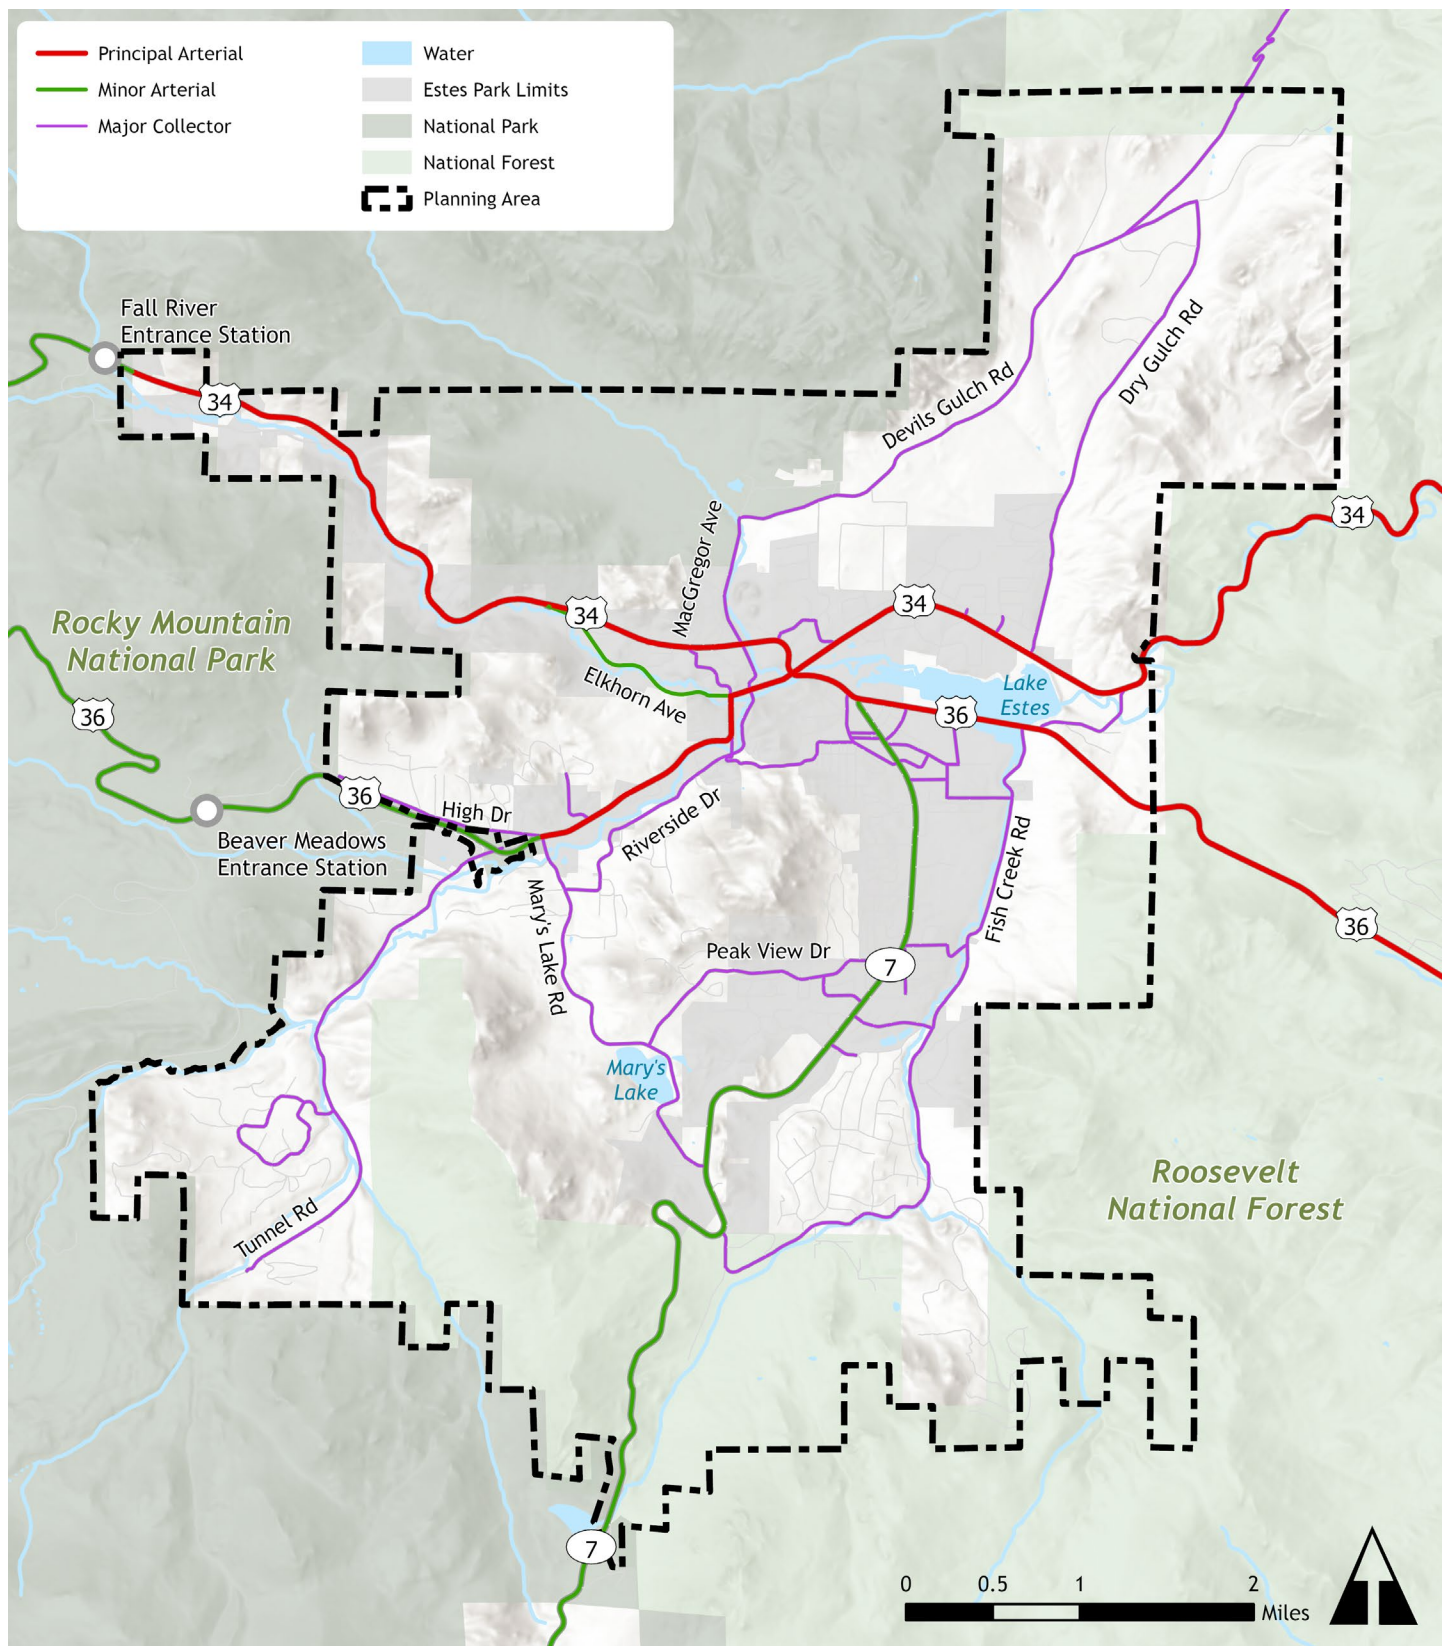 Principal Arterial
Minor Arterial
Major Collector
Water
Estes Park Limits
National Park
National Forest
Planning Area
Fall River
Entrance Station
34
Devils Gulch Rd
Dry Gulch Rd
34
MacGregor Ave
34
34
Rocky Mountain
National Park
Elkhorn Ave
Lake
Estes
36
36
36
High Dr
Riverside Dr
Beaver Meadows
Entrance Station
Mary's Lake Rd
Fish Creek Rd
36
Peak View Dr
7
Mary's
Lake
Roosevelt
National Forest
Tunnel Rd
7
0 0.5 1 2
Miles